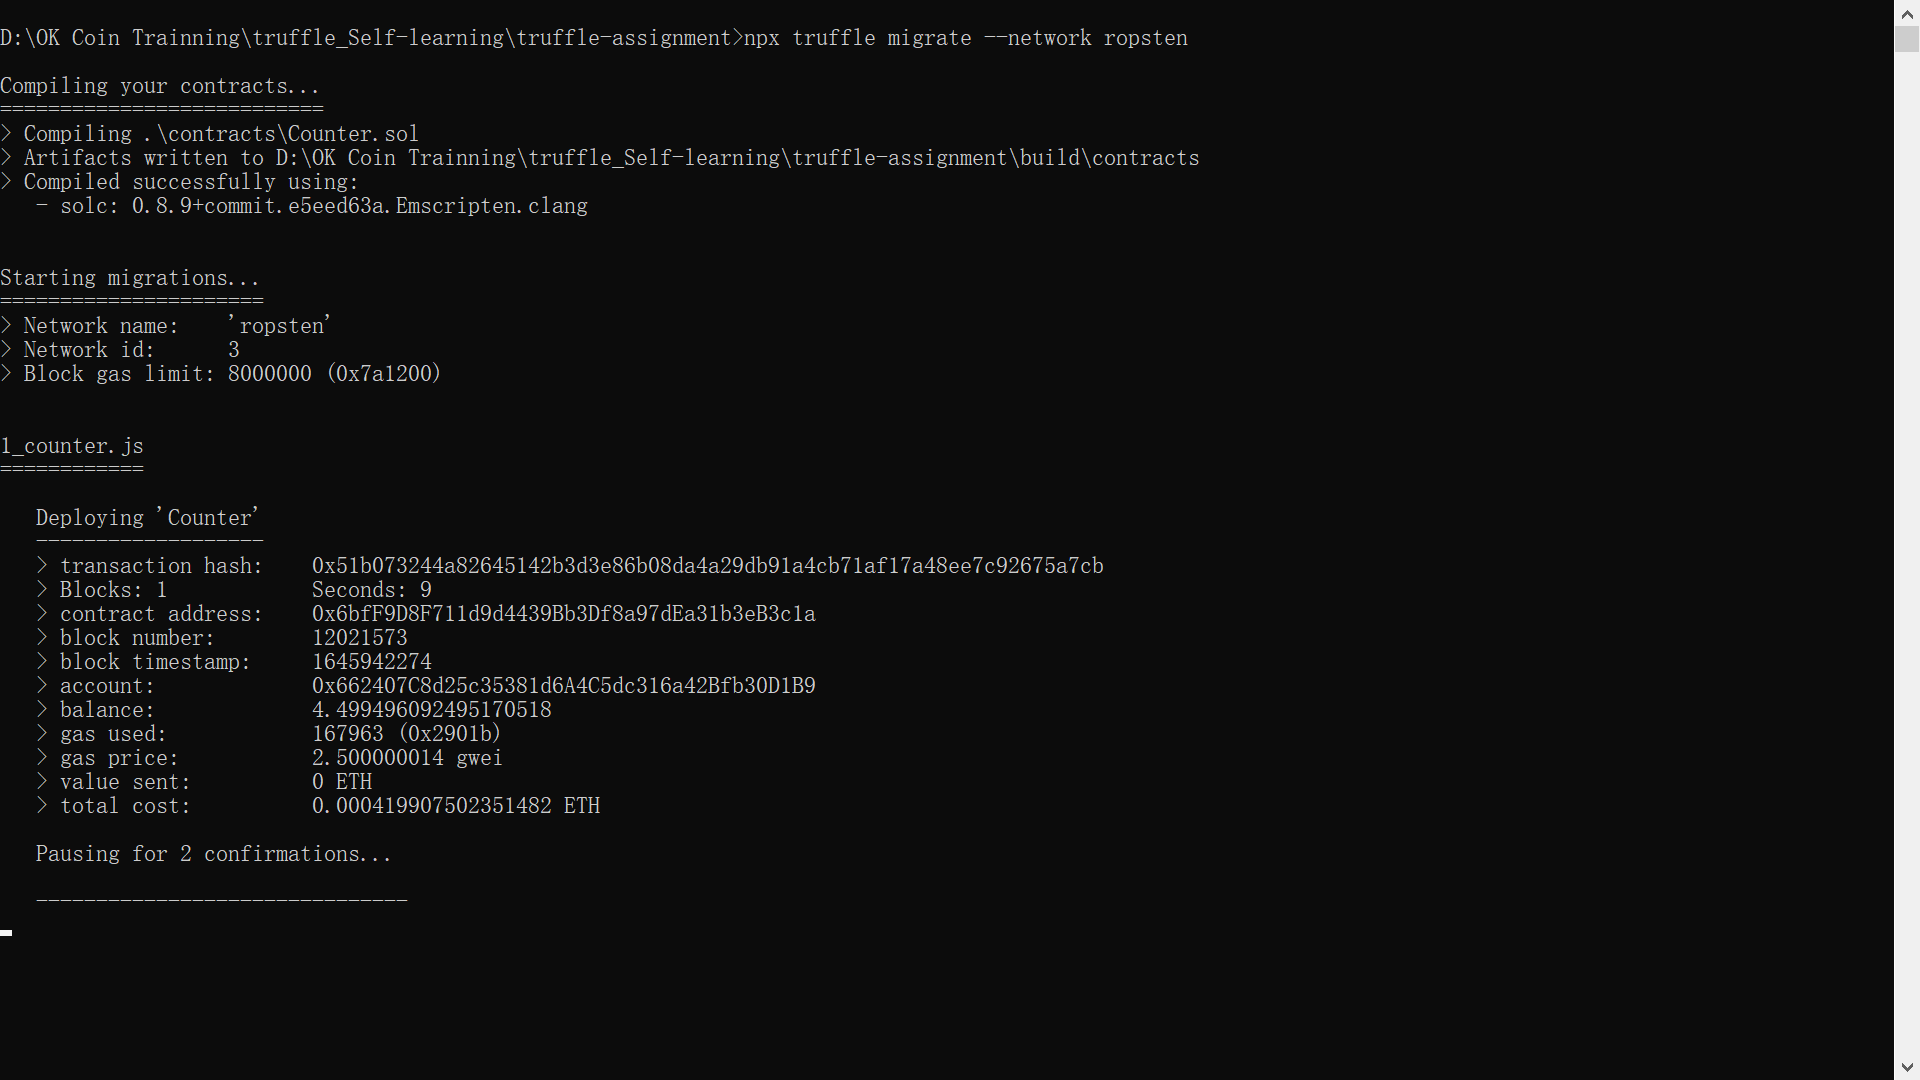 D:\OK Coin Trainning\truffle_Self-learning\truffle-assignment>npx truffle migrate --network ropsten
Compiling your contracts...
===========================
> Compiling .\contracts\Counter.sol
> Artifacts written to D:\OK Coin Trainning\truffle_Self-learning\truffle-assignment\build\contracts
> Compiled successfully using:
- solc: 0.8.9+commit.e5eed63a.Emscripten.clang
Starting migrations...
======================
> Network name: 'ropsten'
> Network id: 3
> Block gas limit: 8000000 (0x7a1200)
1_counter.js
============
Deploying 'Counter'
-------------------
> transaction hash: 0x51b073244a82645142b3d3e86b08da4a29db91a4cb71af17a48ee7c92675a7cb
> Blocks: 1 Seconds: 9
> contract address: 0x6bfF9D8F711d9d4439Bb3Df8a97dEa31b3eB3c1a
> block number: 12021573
> block timestamp: 1645942274
> account: 0x662407C8d25c35381d6A4C5dc316a42Bfb30D1B9
> balance: 4.499496092495170518
> gas used: 167963 (0x2901b)
> gas price: 2.500000014 gwei
> value sent: 0 ETH
> total cost: 0.000419907502351482 ETH
Pausing for 2 confirmations...
-------------------------------